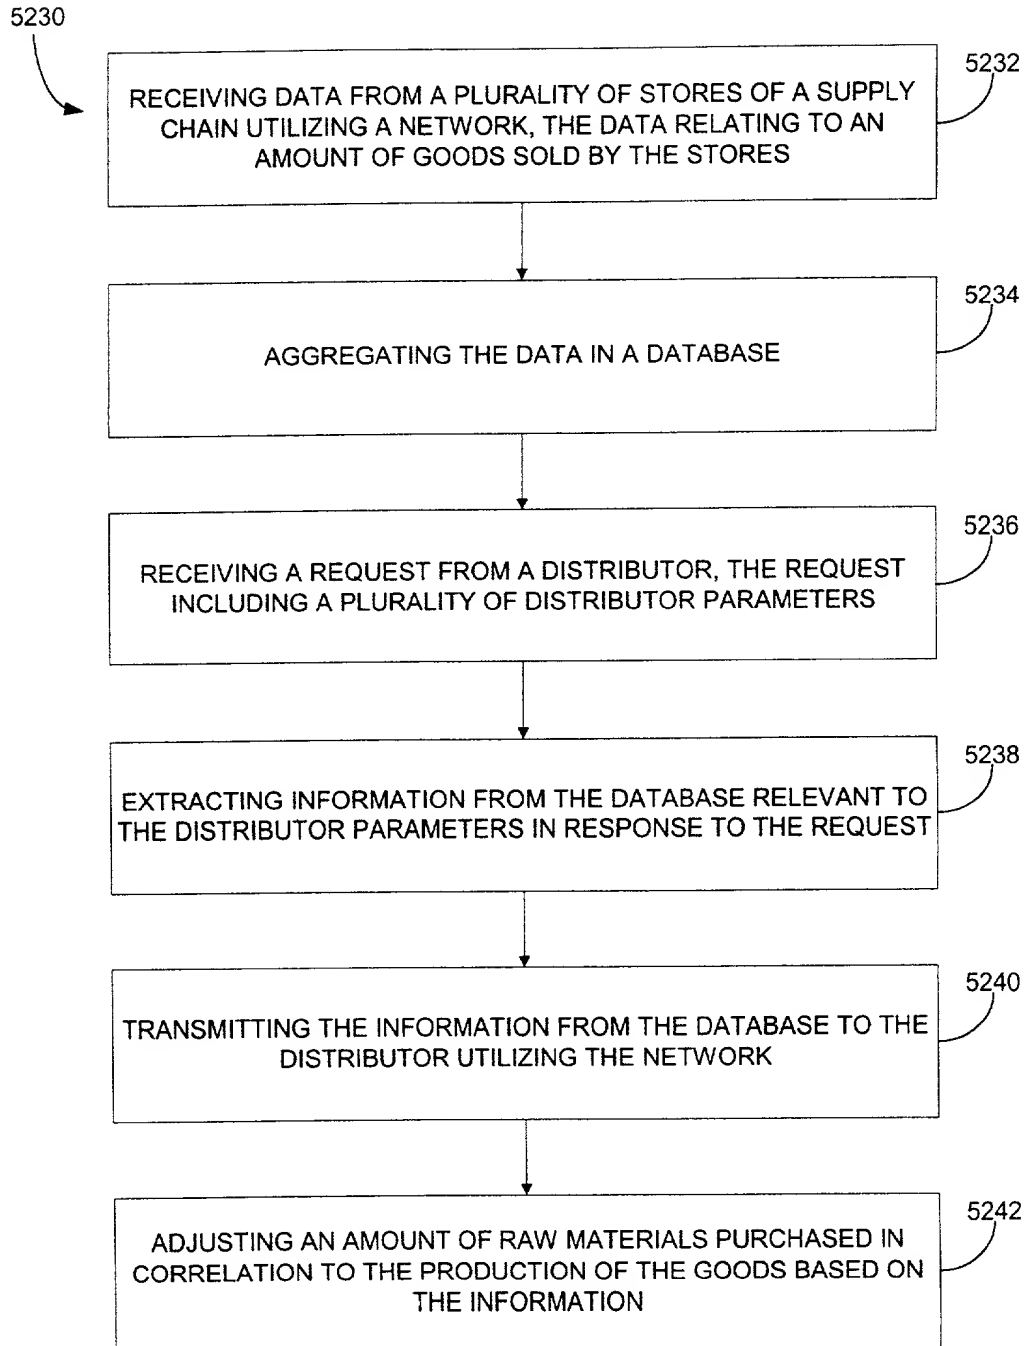 5230
5232
RECEIVING DATA FROM A PLURALITY OF STORES OF A SUPPLY
CHAIN UTILIZING A NETWORK, THE DATA RELATING TO AN
AMOUNT OF GOODS SOLD BY THE STORES
5234
AGGREGATING THE DATA IN A DATABASE
5236
RECEIVING A REQUEST FROM A DISTRIBUTOR, THE REQUEST
INCLUDING A PLURALITY OF DISTRIBUTOR PARAMETERS
5238
EXTRACTING INFORMATION FROM THE DATABASE RELEVANT TO
THE DISTRIBUTOR PARAMETERS IN RESPONSE TO THE REQUEST
5240
TRANSMITTING THE INFORMATION FROM THE DATABASE TO THE
DISTRIBUTOR UTILIZING THE NETWORK
5242
ADJUSTING AN AMOUNT OF RAW MATERIALS PURCHASED IN
CORRELATION TO THE PRODUCTION OF THE GOODS BASED ON
THE INFORMATION